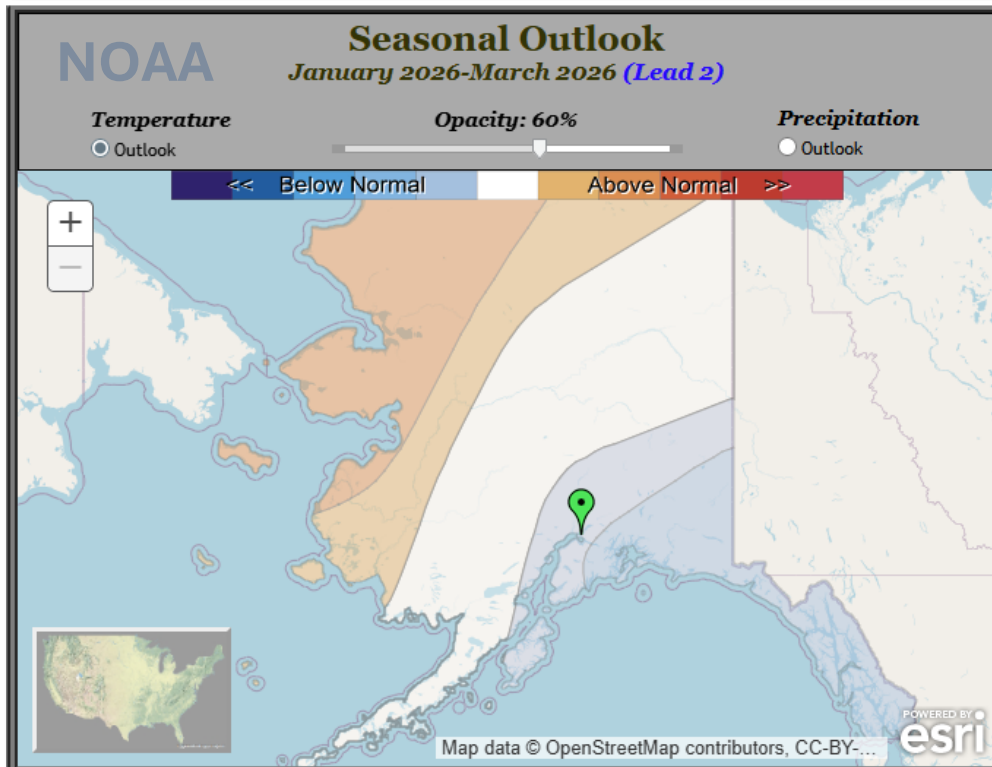 NOAA
Seasonal Outlook
January 2026-March 2026 (Lead 2)
Temperature
Opacity: 60%
Precipitation
Outlook
Outlook
<< Below Normal
Above Normal >>
+
−
Map data © OpenStreetMap contributors, CC-BY-...
POWERED BY
esri